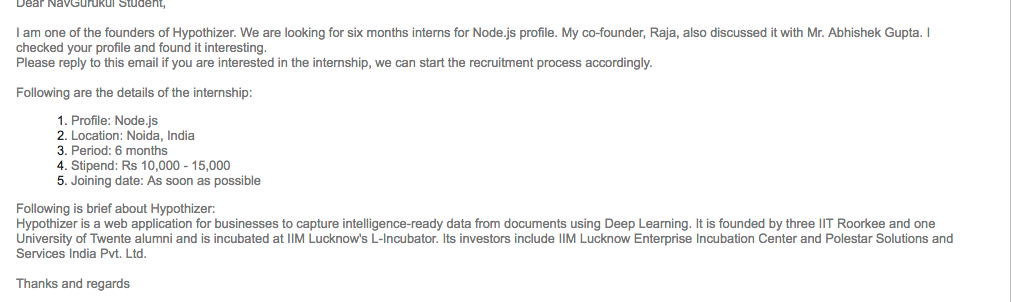 Dear NavGurukul Student,
I am one of the founders of Hypothizer. We are looking for six months interns for Node.js profile. My co-founder, Raja, also discussed it with Mr. Abhishek Gupta. I
checked your profile and found it interesting.
Please reply to this email if you are interested in the internship, we can start the recruitment process accordingly.
Following are the details of the internship:
1. Profile: Node.js
2. Location: Noida, India
3. Period: 6 months
4. Stipend: Rs 10,000 - 15,000
5. Joining date: As soon as possible
Following is brief about Hypothizer:
Hypothizer is a web application for businesses to capture intelligence-ready data from documents using Deep Learning. It is founded by three IIT Roorkee and one
University of Twente alumni and is incubated at IIM Lucknow's L-Incubator. Its investors include IIM Lucknow Enterprise Incubation Center and Polestar Solutions and
Services India Pvt. Ltd.
Thanks and regards